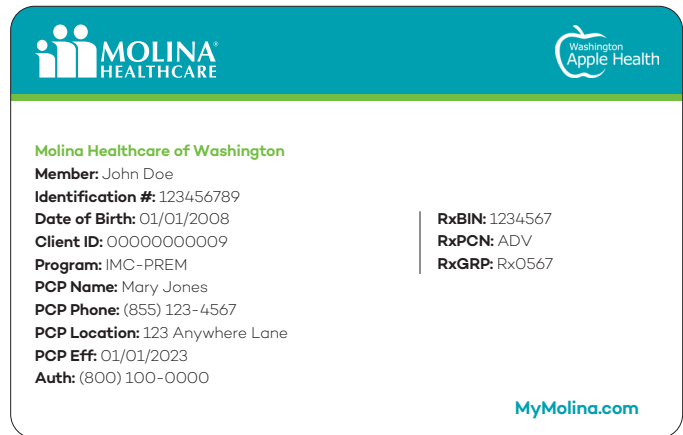 MOLINA®
HEALTHCARE
Washington
Apple Health
Molina Healthcare of Washington
Member: John Doe
Identification #: 123456789
Date of Birth: 01/01/2008
Client ID: 00000000009
Program: IMC-PREM
PCP Name: Mary Jones
PCP Phone: (855) 123-4567
PCP Location: 123 Anywhere Lane
PCP Eff: 01/01/2023
Auth: (800) 100-0000
RxBIN: 1234567
RxPCN: ADV
RxGRP: Rx0567
MyMolina.com